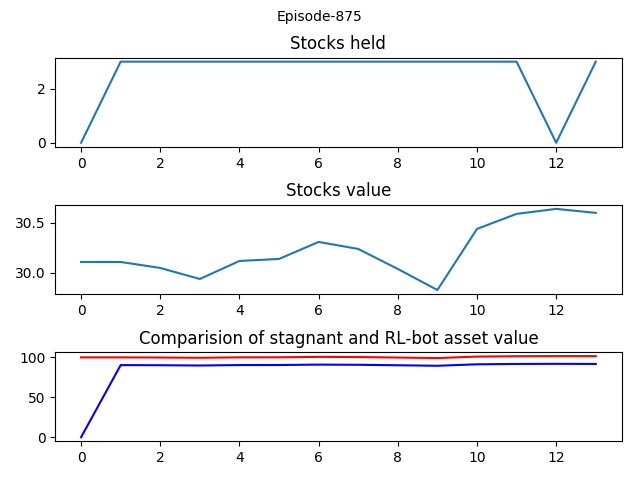 Episode-875
Stocks held
2
0
0 2 4 6 8 10 12
Stocks value
30.5
30.0
0 2 4 6 8 10 12
Comparision of stagnant and RL-bot asset value
100
50
0
0 2 4 6 8 10 12